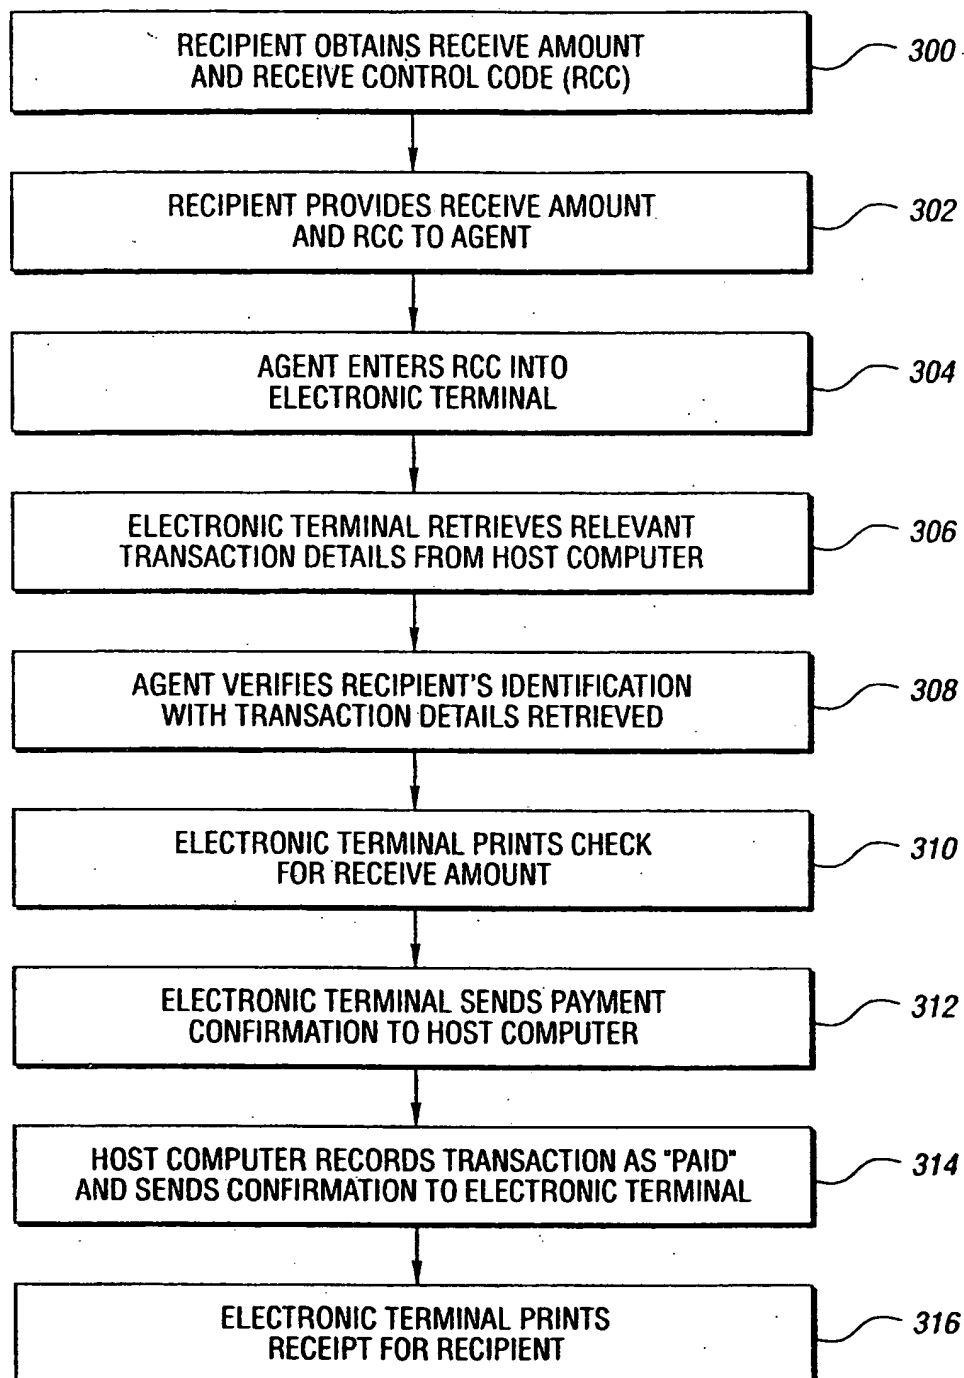 RECIPIENT OBTAINS RECEIVE AMOUNT
AND RECEIVE CONTROL CODE (RCC)
300
RECIPIENT PROVIDES RECEIVE AMOUNT
AND RCC TO AGENT
302
AGENT ENTERS RCC INTO
ELECTRONIC TERMINAL
304
ELECTRONIC TERMINAL RETRIEVES RELEVANT
TRANSACTION DETAILS FROM HOST COMPUTER
306
AGENT VERIFIES RECIPIENT'S IDENTIFICATION
WITH TRANSACTION DETAILS RETRIEVED
308
ELECTRONIC TERMINAL PRINTS CHECK
FOR RECEIVE AMOUNT
310
ELECTRONIC TERMINAL SENDS PAYMENT
CONFIRMATION TO HOST COMPUTER
312
HOST COMPUTER RECORDS TRANSACTION AS "PAID"
AND SENDS CONFIRMATION TO ELECTRONIC TERMINAL
314
ELECTRONIC TERMINAL PRINTS
RECEIPT FOR RECIPIENT
316